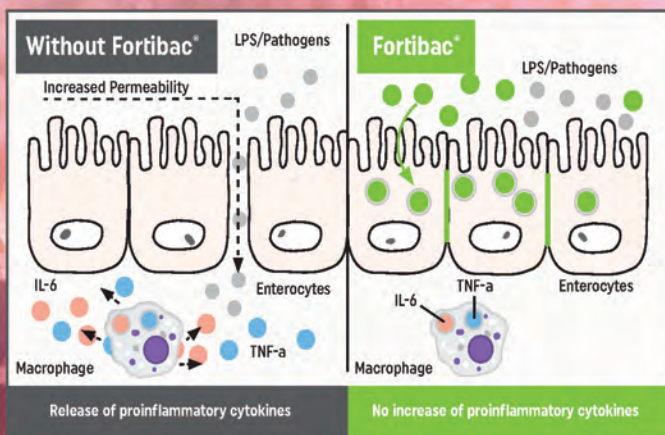 Without Fortibac®
LPS/Pathogens
Increased Permeability
IL-6
Enterocytes
TNF-a
Macrophage
Release of proinflammatory cytokines
Fortibac®
LPS/Pathogens
TNF-a
IL-6
Enterocytes
Macrophage
No increase of proinflammatory cytokines